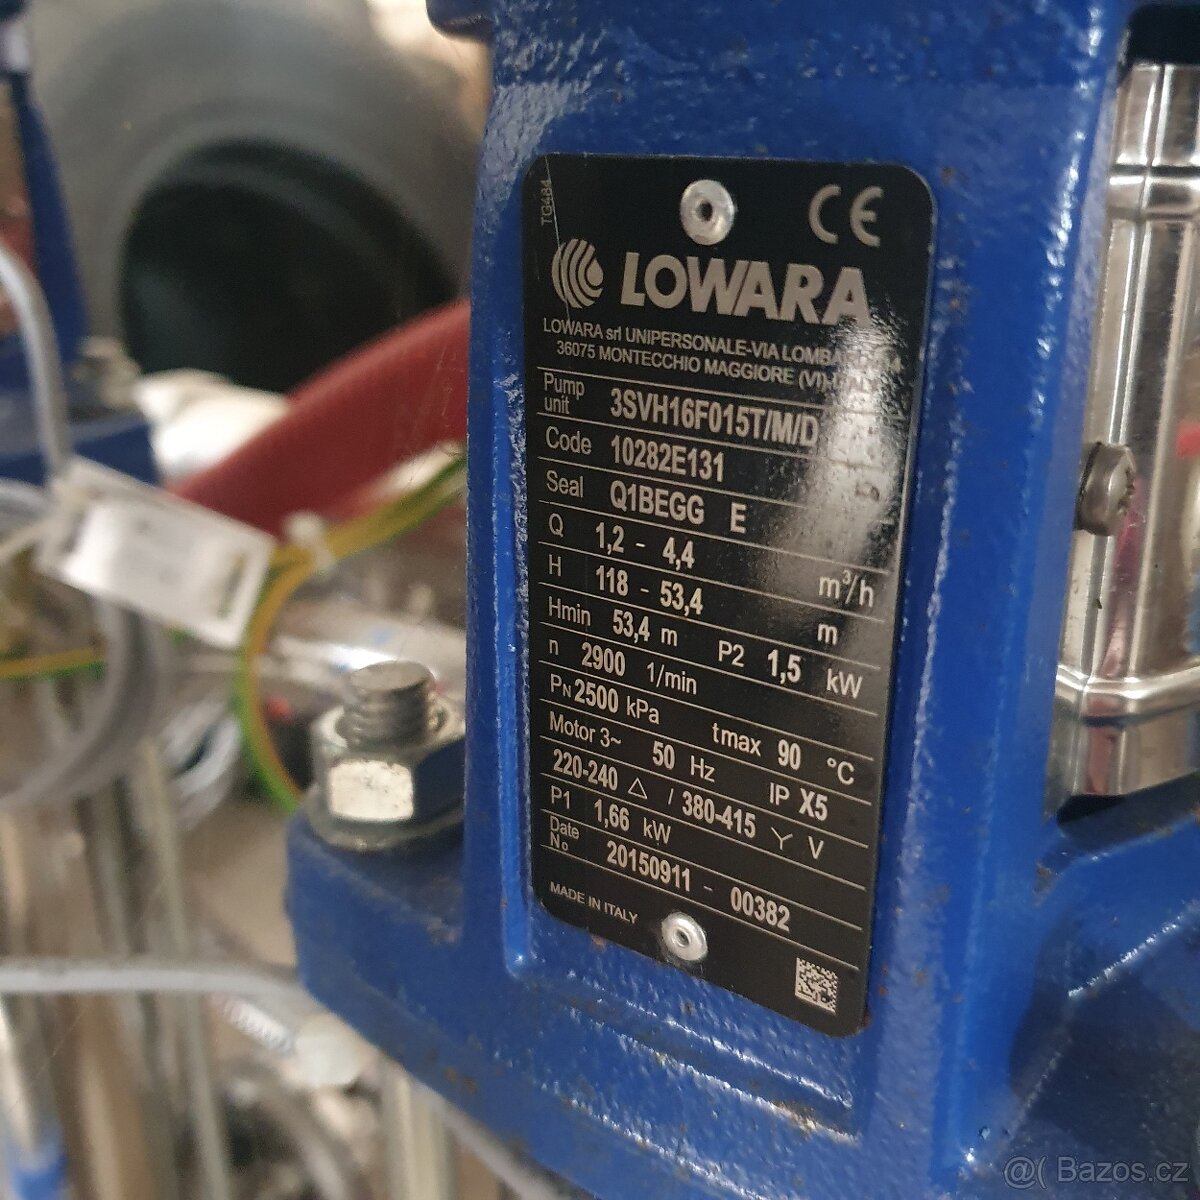 TG484
CE
LOWARA
LOWARA srl UNIPERSONALE-VIA
36075 MONTECCHIO MAGGIORE (VI)-
Pump unit 3SVH16F015T/M/D
Code 10282E131
Seal Q1BEGG E
Q 1,2 - 4,4 m³/h
H 118 - 53,4 m
Hmin 53,4 m P2 1,5 kW
n 2900 1/min
PN 2500 kPa tmax 90 °C
Motor 3~ 50 Hz IP X5
220-240 △ / 380-415 Y V
P1 1,66 kW
Date No 20150911 - 00382
MADE IN ITALY
@( Bazos.cz